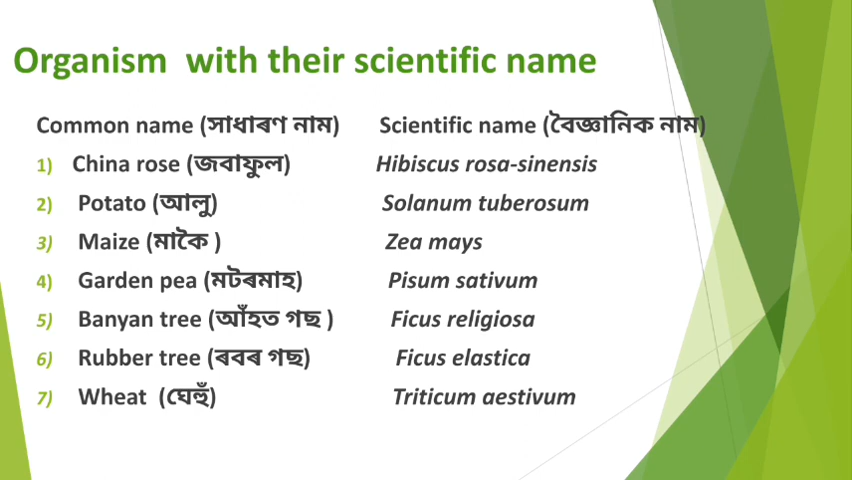 Organism with their scientific name
Common name (সাধাৰণ নাম) Scientific name (বৈজ্ঞানিক নাম)
1) China rose (জবাফুল) Hibiscus rosa-sinensis
2) Potato (আলু) Solanum tuberosum
3) Maize (মাকৈ ) Zea mays
4) Garden pea (মটৰমাহ) Pisum sativum
5) Banyan tree (আঁহত গছ ) Ficus religiosa
6) Rubber tree (ৰবৰ গছ) Ficus elastica
7) Wheat (ঘেহুঁ) Triticum aestivum